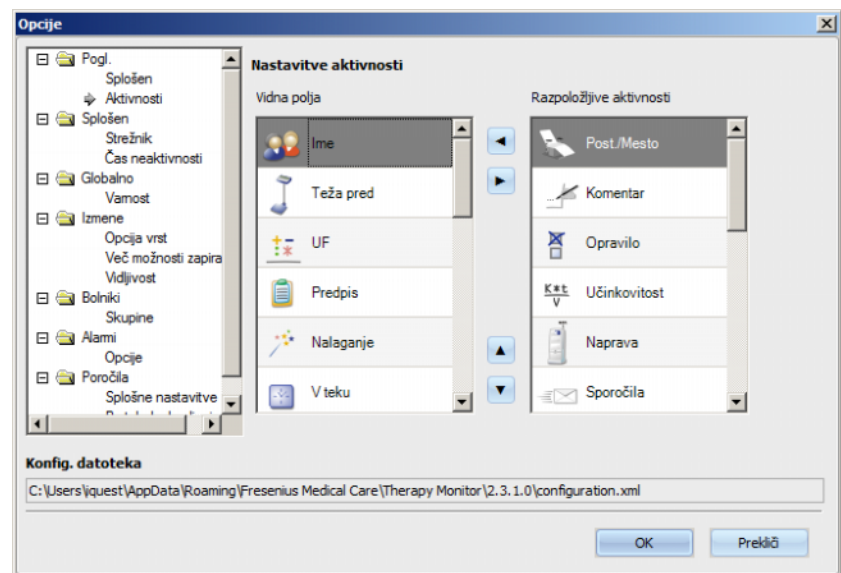 Opcije
Pogl.
Splošen
Aktivnosti
Splošen
Strežnik
Čas neaktivnosti
Globalno
Varnost
Izmene
Opcija vrst
Več možnosti zapira
Vidljivost
Bolniki
Skupine
Alarmi
Opcije
Poročila
Splošne nastavitve
Nastavitve aktivnosti
Vidna polja
Ime
Teža pred
UF
Predpis
Nalaganje
V teku
Razpoložljive aktivnosti
Post./Mesto
Komentar
Opravilo
K*t
V
Učinkovitost
Naprava
Sporočila
Konfig. datoteka
C:\Users\iquest\AppData\Roaming\Fresenius Medical Care\Therapy Monitor\2.3.1.0\configuration.xml
OK
Prekliči